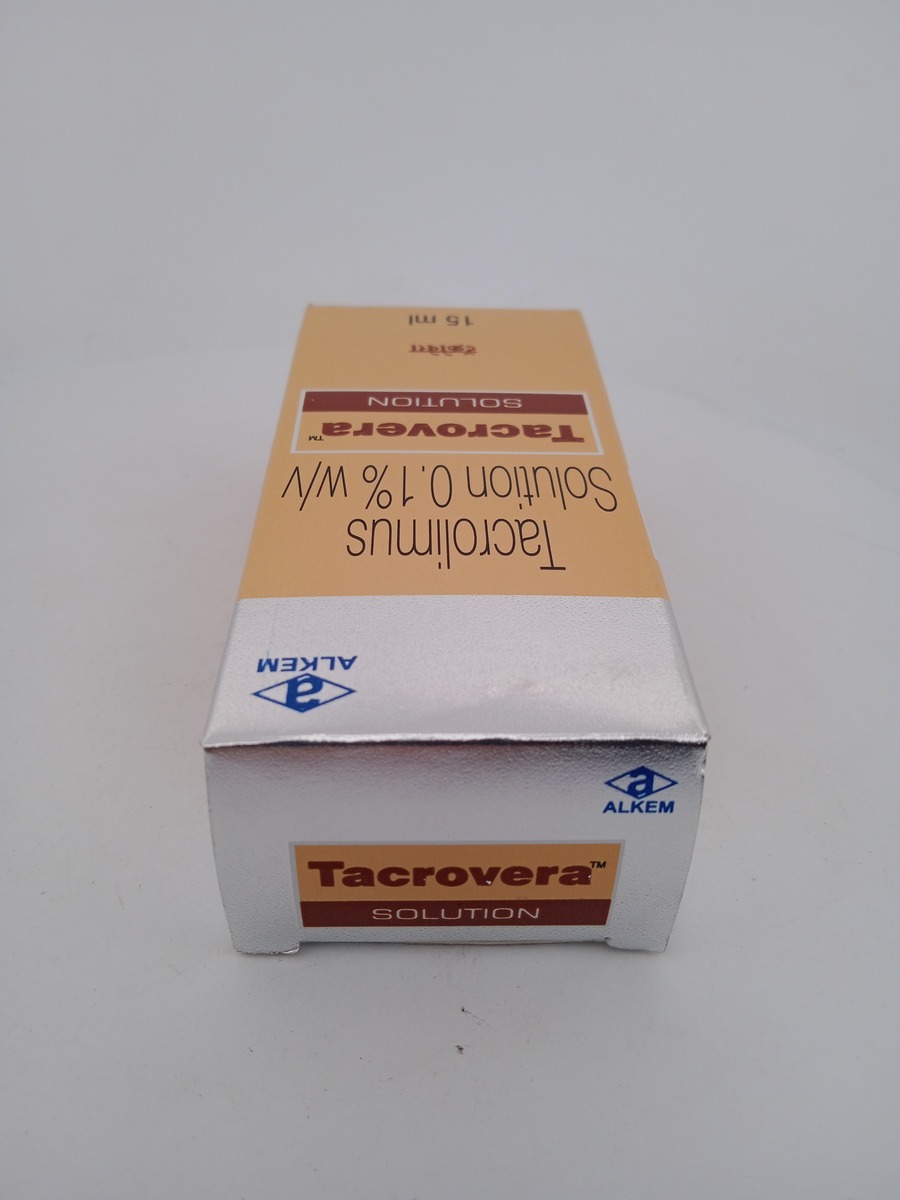 Tacrolimus
Solution 0.1% w/v
Tacrovera™
SOLUTION
15 ml
ALKEM
ALKEM
Tacrovera™
SOLUTION